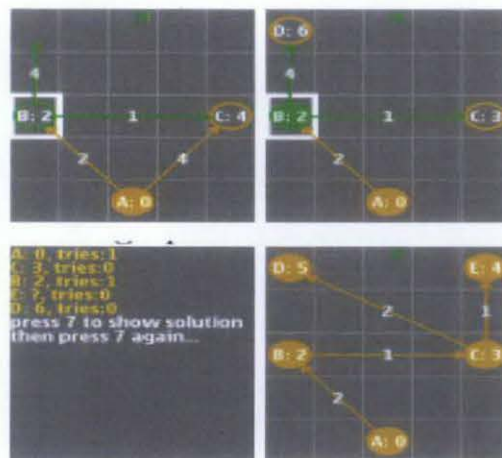 4
B: 2
1
C: 4
2
4
A: 0
D: 6
4
B: 2
1
C: 3
2
A: 0
A: 0, tries:1
C: 3, tries:0
B: 2, tries:1
E: ?, tries:0
D: 6, tries:0
press 7 to show solution
then press 7 again...
D: 5
E: 4
2
1
B: 2
1
C: 3
2
A: 0